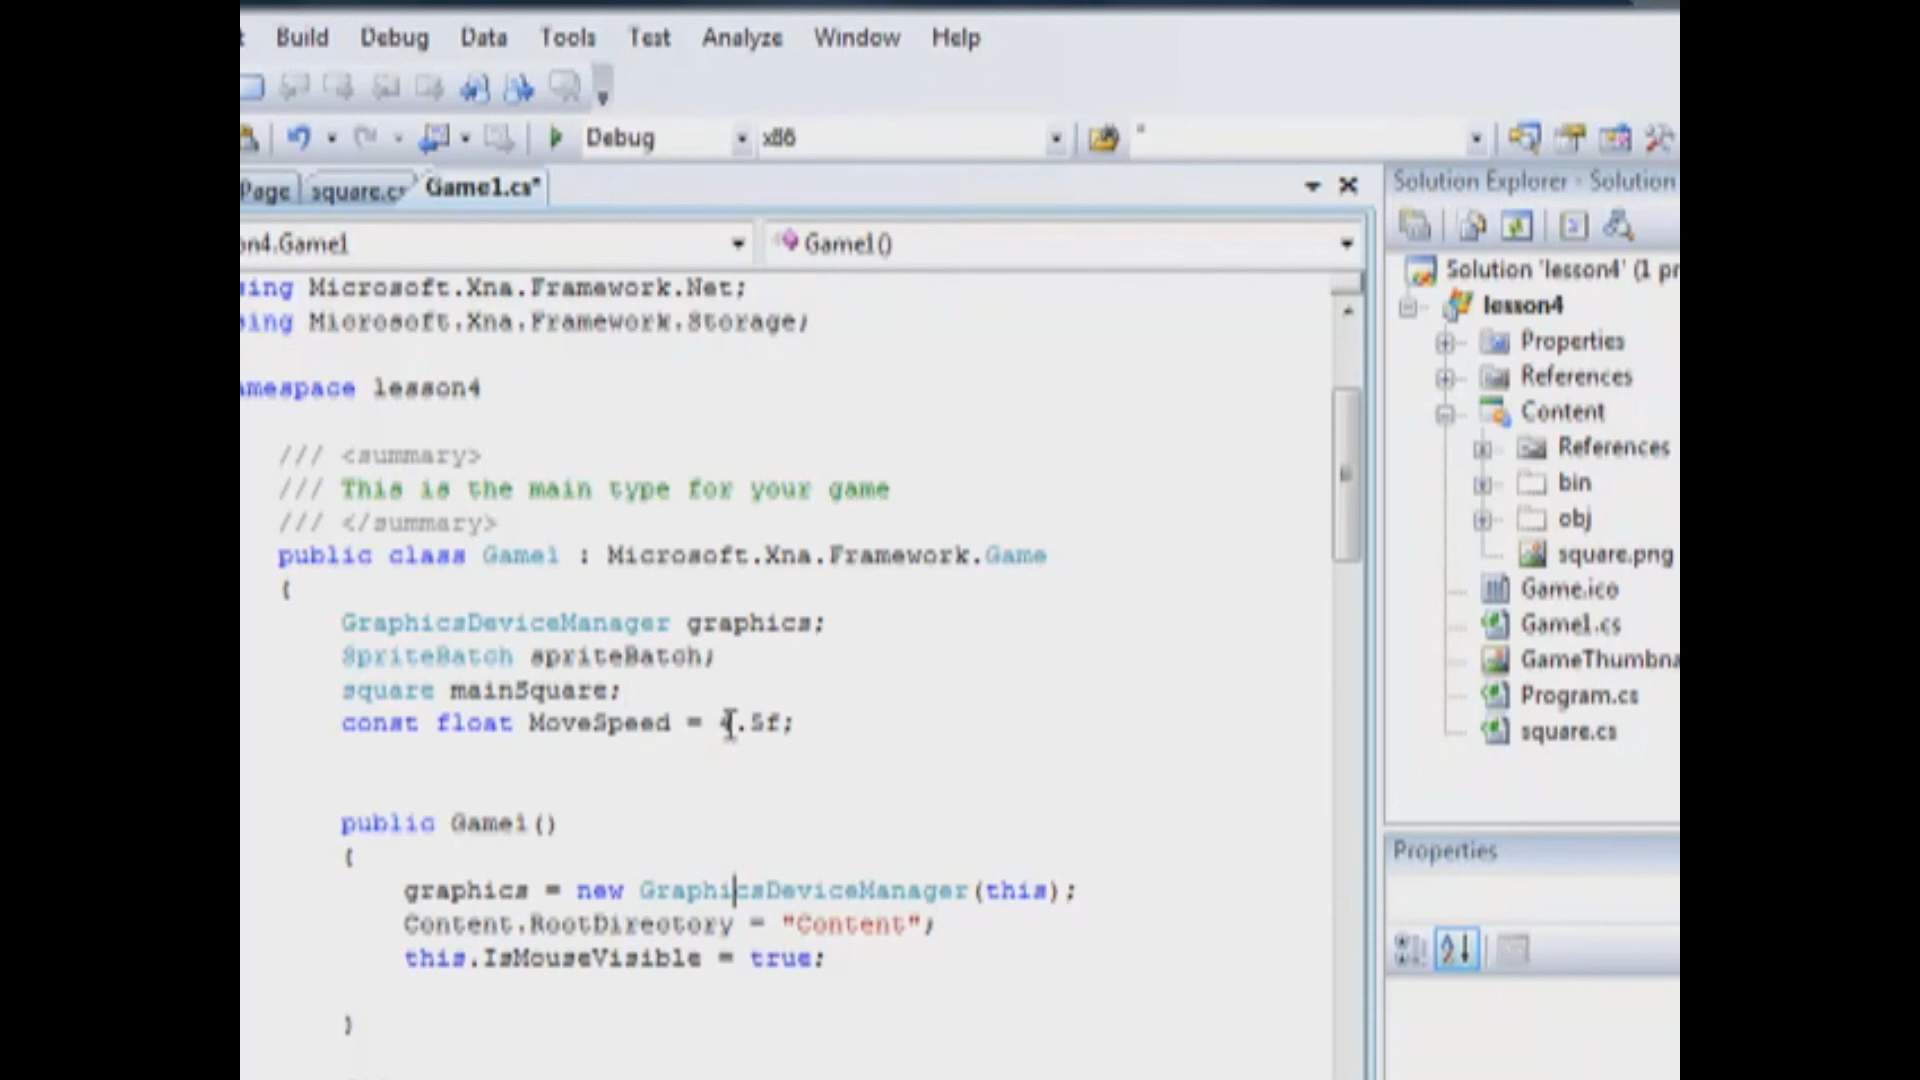 Build Debug Data Tools Test Analyze Window Help
Debug x86
Page square.cs Game1.cs*
Solution Explorer - Solution
on4.Game1 Game1()
sing Microsoft.Xna.Framework.Net;
sing Microsoft.Xna.Framework.Storage;
amespace lesson4
/// <summary>
/// This is the main type for your game
/// </summary>
public class Game1 : Microsoft.Xna.Framework.Game
{
GraphicsDeviceManager graphics;
SpriteBatch spriteBatch;
square mainSquare;
const float MoveSpeed =
public Game1()
{
graphics = new GraphicsDeviceManager(this);
Content.RootDirectory = "Content";
this.IsMouseVisible = true;
}
Solution 'lesson4' (1 pr
lesson4
Properties
References
Content
References
bin
obj
square.png
Game.ico
Game1.cs
GameThumbna
Program.cs
square.cs
Properties